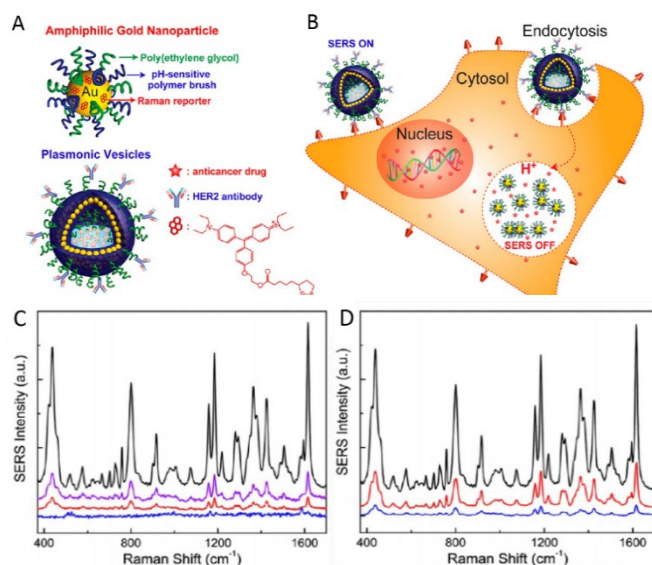 A
Amphiphilic Gold Nanoparticle
Au
Poly(ethylene glycol)
pH-sensitive
polymer brush
Raman reporter
Plasmonic Vesicles
: anticancer drug
: HER2 antibody
:
B
SERS ON
Endocytosis
Cytosol
Nucleus
H+
SERS OFF
C
SERS Intensity (a.u.)
400 800 1200 1600
Raman Shift (cm-1)
D
SERS Intensity (a.u.)
400 800 1200 1600
Raman Shift (cm-1)